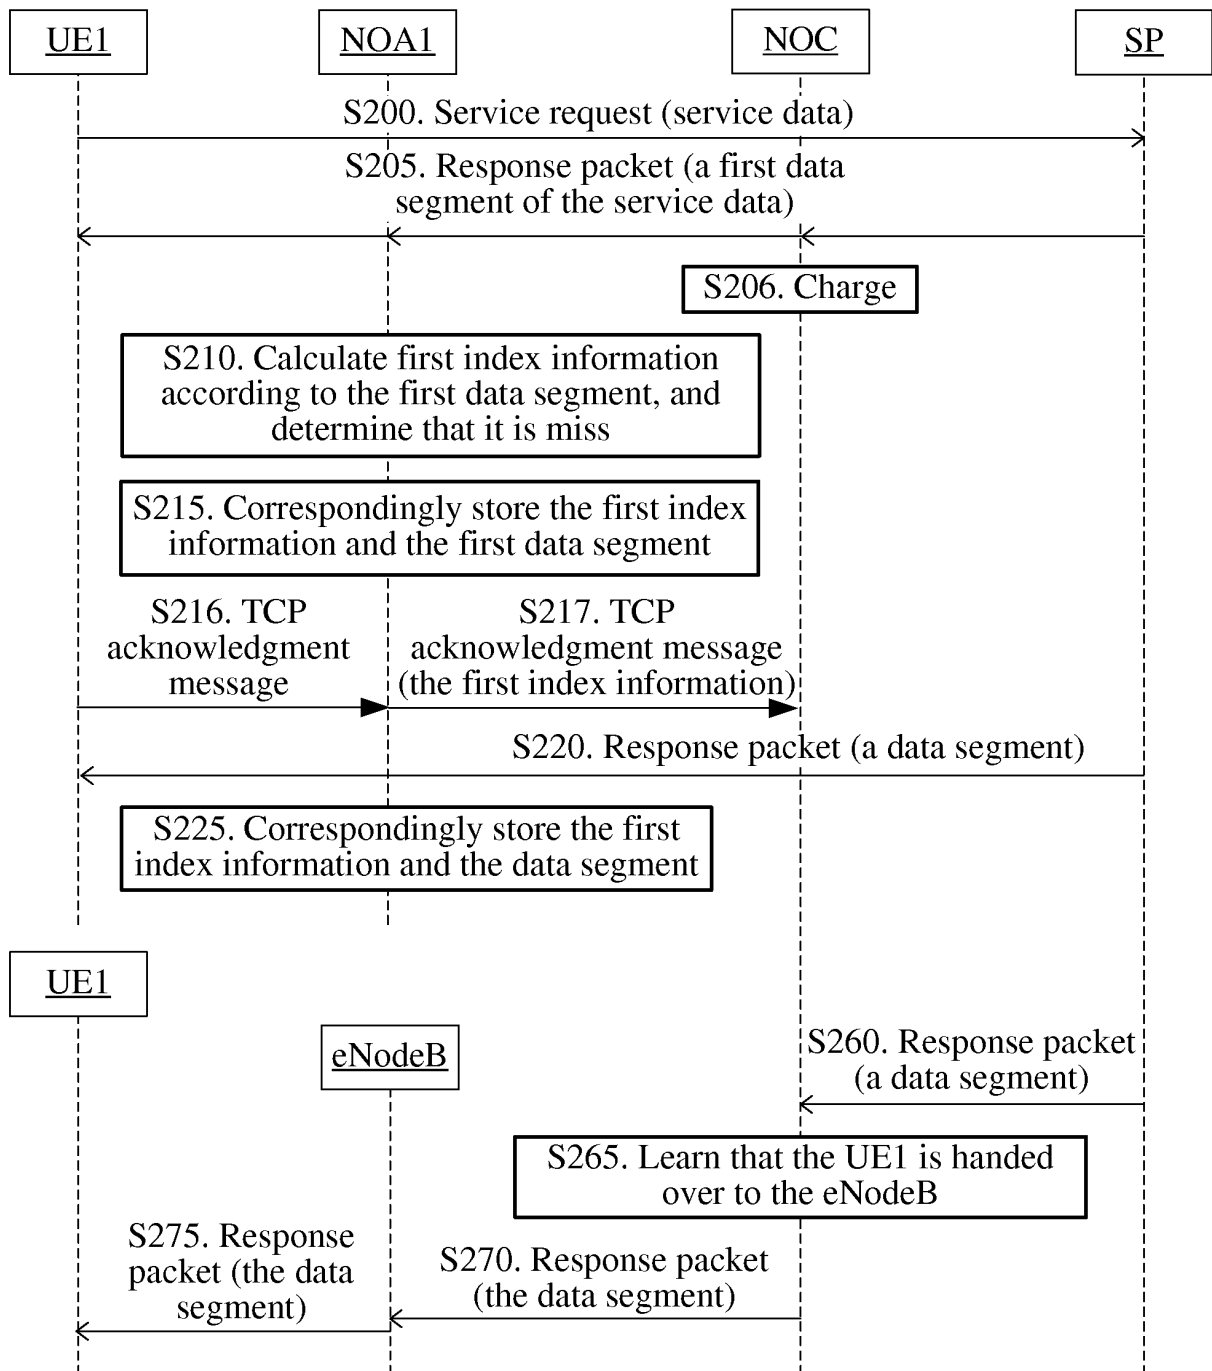 UE1
NOA1
NOC
SP
S200. Service request (service data)
S205. Response packet (a first data
segment of the service data)
S206. Charge
S210. Calculate first index information
according to the first data segment, and
determine that it is miss
S215. Correspondingly store the first index
information and the first data segment
S216. TCP
acknowledgment
message
S217. TCP
acknowledgment message
(the first index information)
S220. Response packet (a data segment)
S225. Correspondingly store the first
index information and the data segment
UE1
eNodeB
S260. Response packet
(a data segment)
S265. Learn that the UE1 is handed
over to the eNodeB
S275. Response
packet (the data
segment)
S270. Response packet
(the data segment)